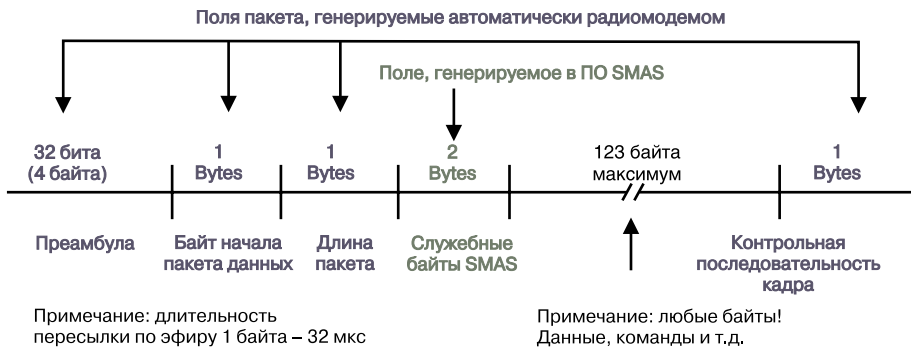 Поля пакета, генерируемые автоматически радиомодемом
Поле, генерируемое в ПО SMAS
32 бита
(4 байта)
1
Bytes
1
Bytes
2
Bytes
123 байта
максимум
1
Bytes
Преамбула
Байт начала
пакета данных
Длина
пакета
Служебные
байты SMAS
Контрольная
последовательность
кадра
Примечание: длительность
пересылки по эфиру 1 байта – 32 мкс
Примечание: любые байты!
Данные, команды и т.д.